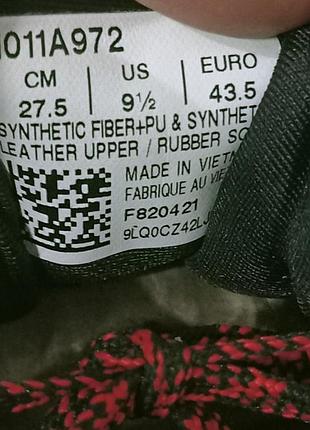 1011A972
CM US EURO
27.5 9½ 43.5
SYNTHETIC FIBER+PU & SYNTHET
LEATHER UPPER / RUBBER SO
MADE IN VIETN
FABRIQUE AU VIE
F820421
9LQ0CZ42LJ